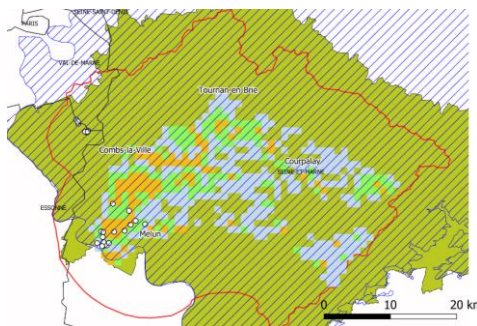 SEINE-SAINT-DENIS
PARIS
VAL-DE-MARNE
Tournan-en-Brie
Combs-la-Ville
Courpalay
SEINE-ET-MARNE
ESSONNE
Melun
0 10 20 km